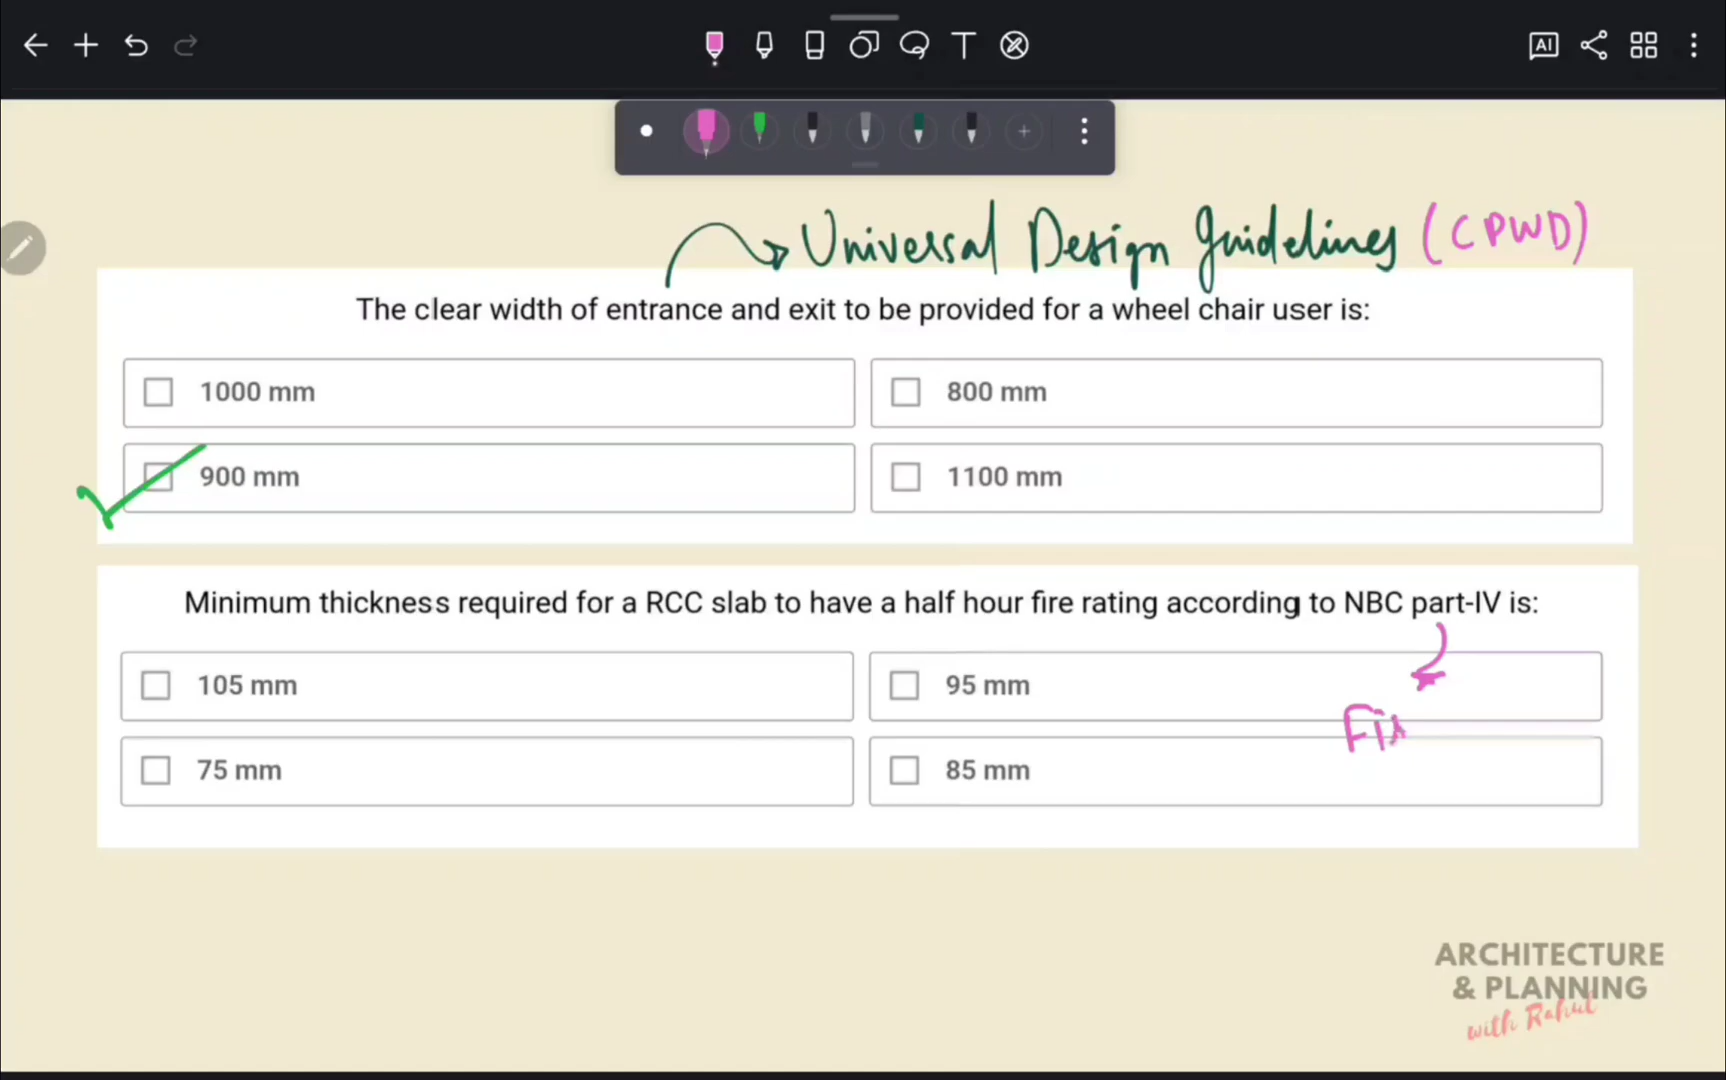 AI
T
Universal Design Guidelines (CPWD)
The clear width of entrance and exit to be provided for a wheel chair user is:
1000 mm
800 mm
900 mm
1100 mm
Minimum thickness required for a RCC slab to have a half hour fire rating according to NBC part-IV is:
105 mm
95 mm
Fir
75 mm
85 mm
ARCHITECTURE
& PLANNING
with Rahul